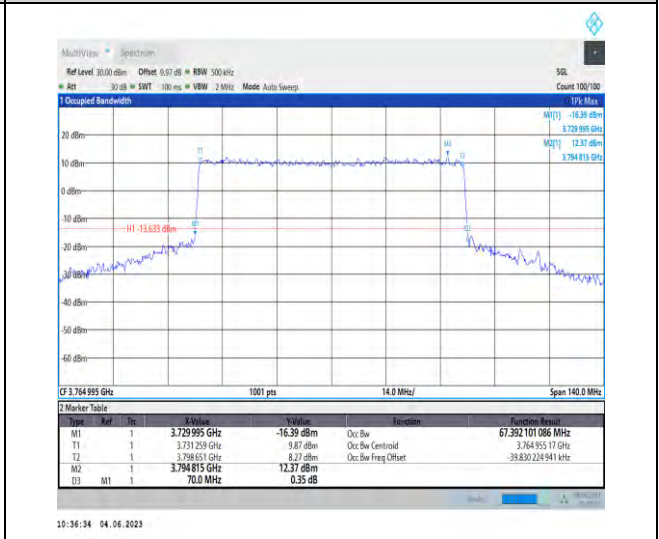 MultiView Spectrum
Ref Level 30.00 dBm Offset 9.97 dB RBW 500 kHz SGL
Att 30 dB SWT 100 ms VBW 2 MHz Mode Auto Sweep Count 100/100
1 Occupied Bandwidth 1Pk Max
M1[1] -16.39 dBm
3.729 995 GHz
M2[1] 12.37 dBm
3.794 815 GHz
20 dBm
M2
T1 T2
10 dBm
0 dBm
-10 dBm
H1 -13.633 dBm M1 D3
-20 dBm
-30 dBm
-40 dBm
-50 dBm
-60 dBm
CF 3.764 995 GHz 1001 pts 14.0 MHz/ Span 140.0 MHz
2 Marker Table
Type Ref Trc X-Value Y-Value Function Function Result
M1 1 3.729 995 GHz -16.39 dBm Occ Bw 67.392 101 086 MHz
T1 1 3.731 259 GHz 9.87 dBm Occ Bw Centroid 3.764 955 17 GHz
T2 1 3.798 651 GHz 8.27 dBm Occ Bw Freq Offset -39.830 224 941 kHz
M2 1 3.794 815 GHz 12.37 dBm
D3 M1 1 70.0 MHz 0.35 dB
10:36:34 04.06.2023